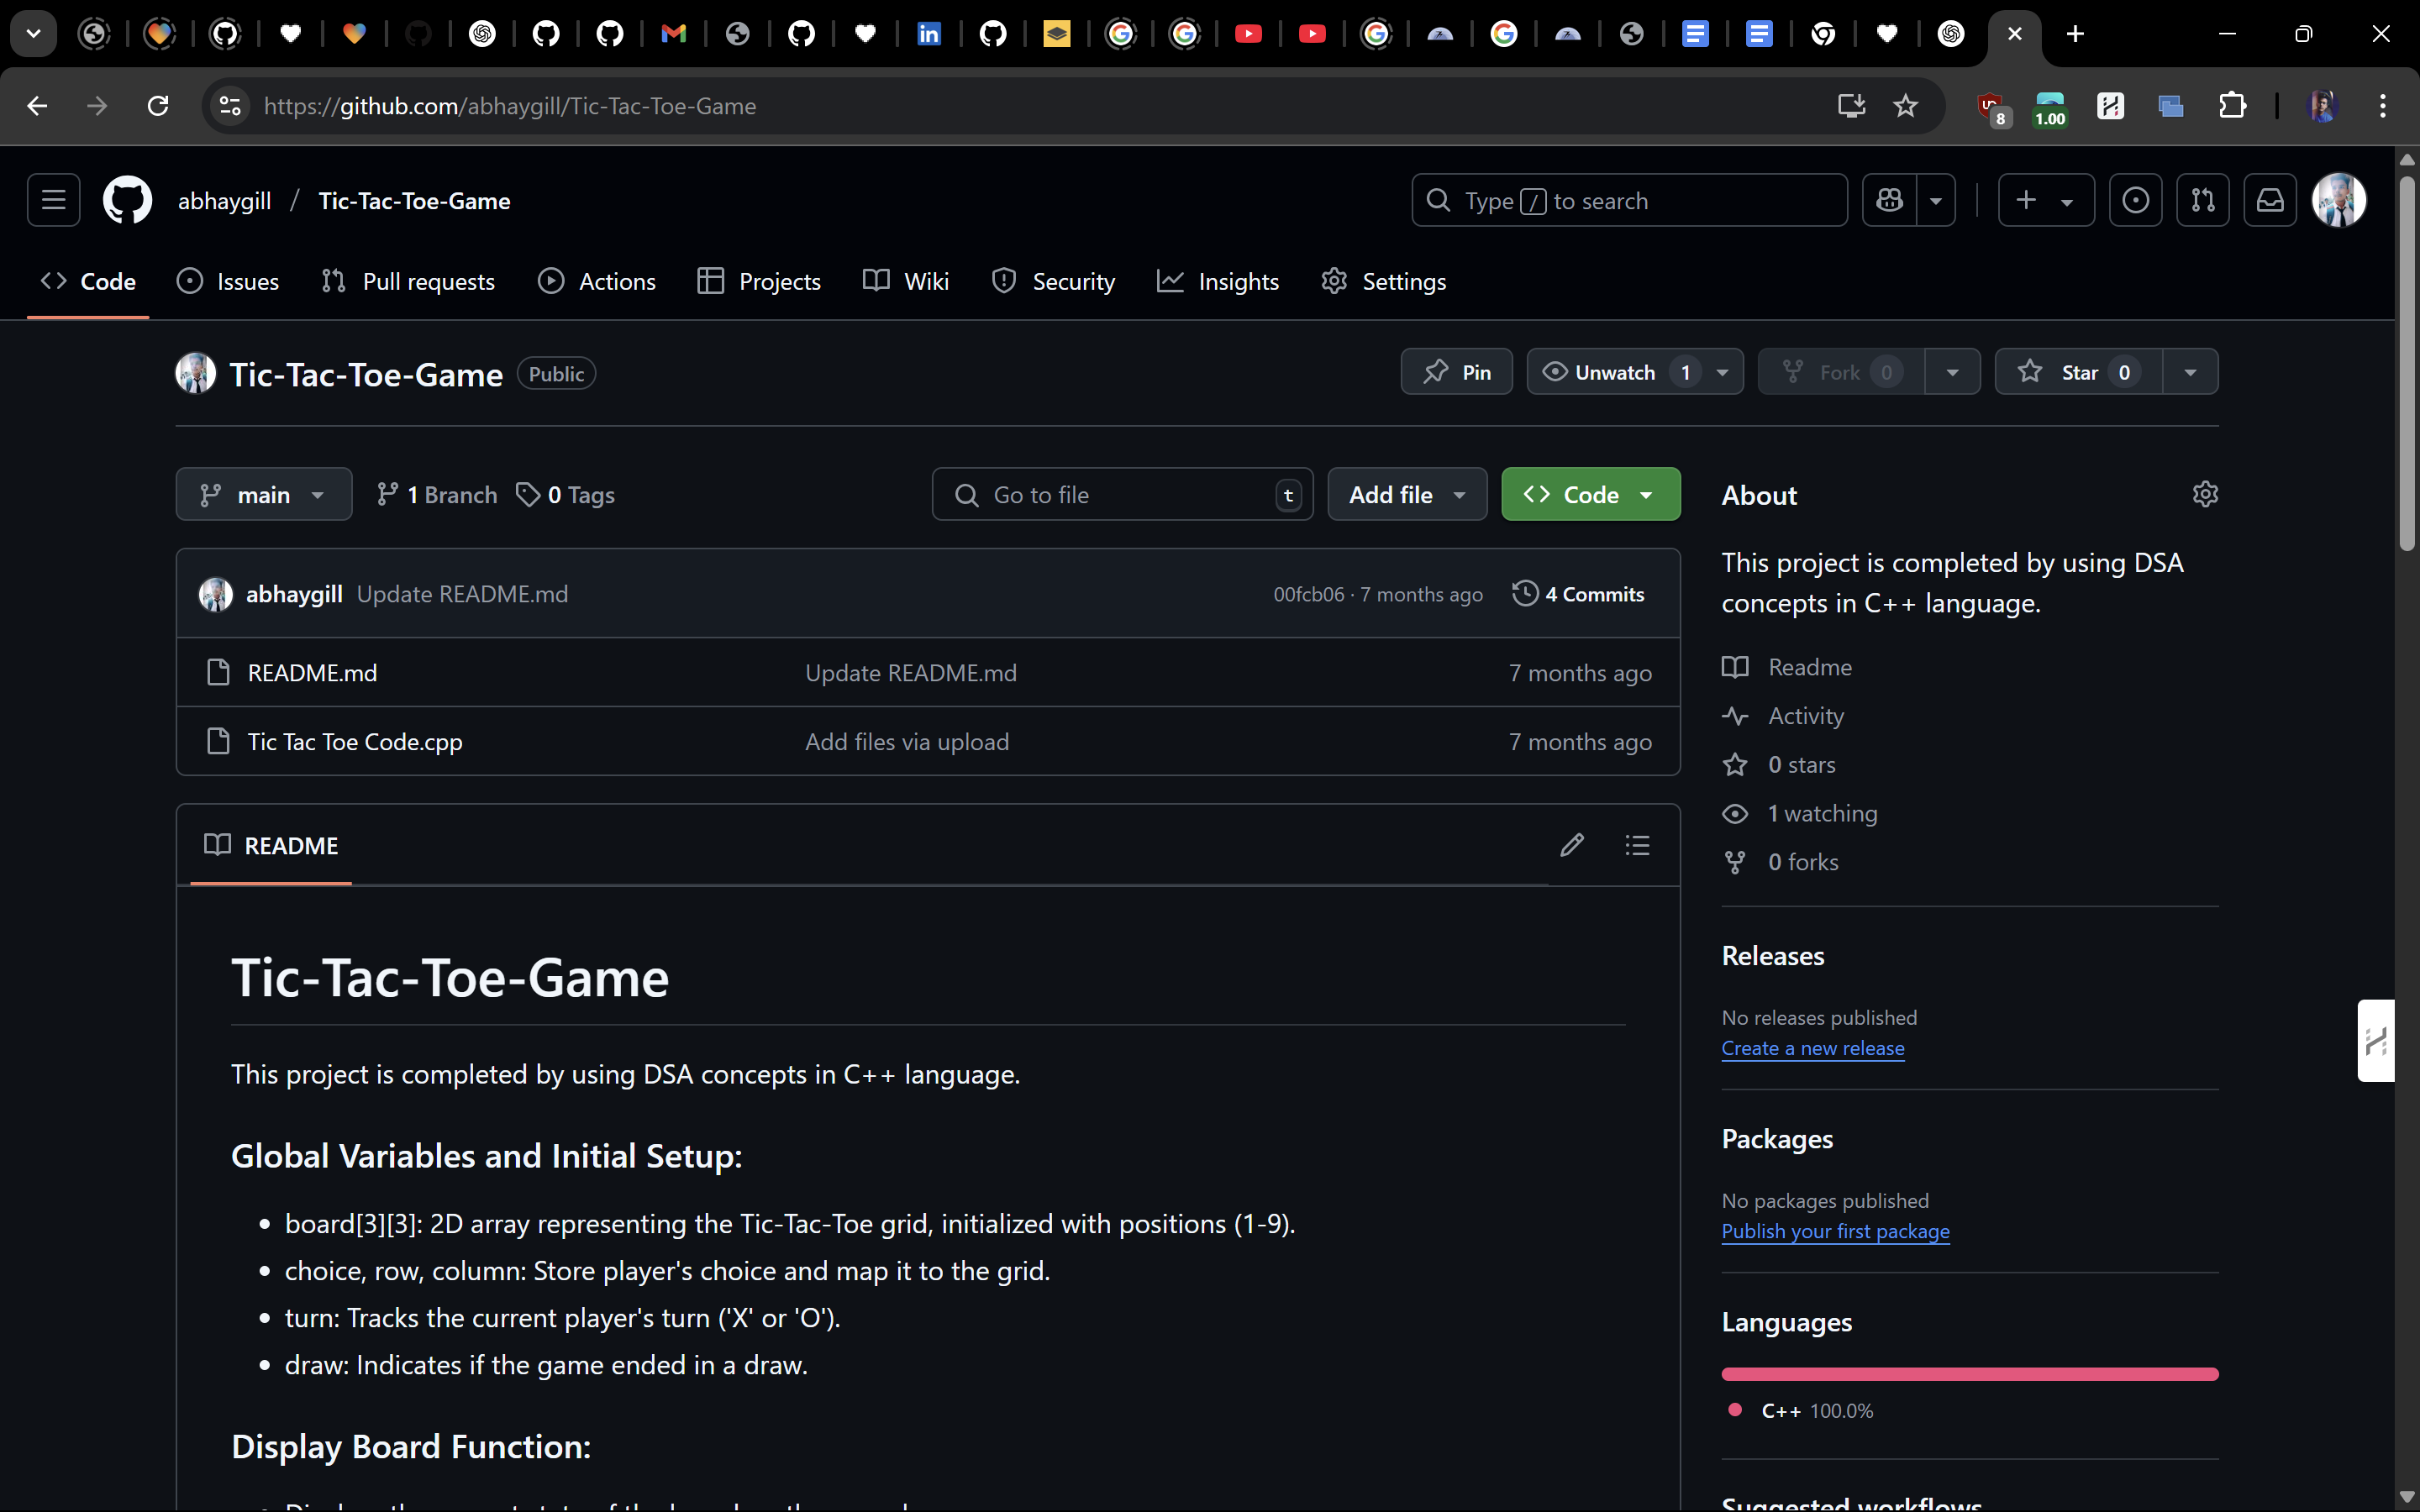 https://github.com/abhaygill/Tic-Tac-Toe-Game
8
1.00
abhaygill / Tic-Tac-Toe-Game
Type / to search
Code Issues Pull requests Actions Projects Wiki Security Insights Settings
Tic-Tac-Toe-Game Public
Pin Unwatch 1 Fork 0 Star 0
main 1 Branch 0 Tags Go to file t Add file Code
abhaygill Update README.md 00fcb06 · 7 months ago 4 Commits
README.md Update README.md 7 months ago
Tic Tac Toe Code.cpp Add files via upload 7 months ago
README
Tic-Tac-Toe-Game
This project is completed by using DSA concepts in C++ language.
Global Variables and Initial Setup:
board[3][3]: 2D array representing the Tic-Tac-Toe grid, initialized with positions (1-9).
choice, row, column: Store player's choice and map it to the grid.
turn: Tracks the current player's turn ('X' or 'O').
draw: Indicates if the game ended in a draw.
Display Board Function:
About
This project is completed by using DSA
concepts in C++ language.
Readme
Activity
0 stars
1 watching
0 forks
Releases
No releases published
Create a new release
Packages
No packages published
Publish your first package
Languages
C++ 100.0%
Suggested workflows